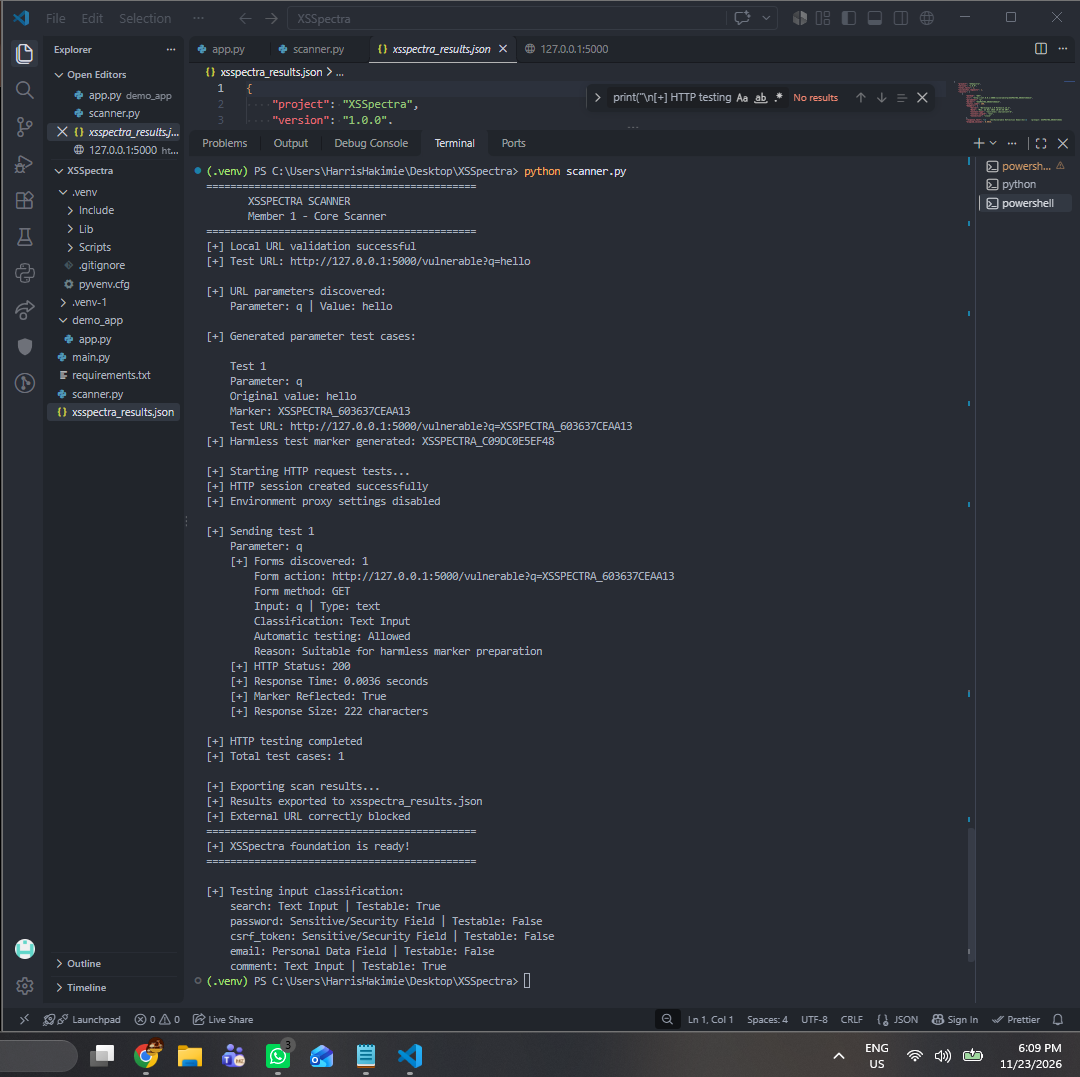 File Edit Selection ··· XSSpectra
Explorer ···
Open Editors
app.py demo_app
scanner.py
xsspectra_results.j...
127.0.0.1:5000 ht...
XSSpectra
.venv
Include
Lib
Scripts
.gitignore
pyvenv.cfg
.venv-1
demo_app
app.py
main.py
requirements.txt
scanner.py
xsspectra_results.json
Outline
Timeline
app.py scanner.py {} xsspectra_results.json 127.0.0.1:5000
{} xsspectra_results.json > ...
1 {
2 "project": "XSSpectra",
3 "version": "1.0.0".
print("\n[+] HTTP testing Aa ab .* No results
Problems Output Debug Console Terminal Ports
powersh...
python
powershell
(.venv) PS C:\Users\HarrisHakimie\Desktop\XSSpectra> python scanner.py
=============================================
XSSPECTRA SCANNER
Member 1 - Core Scanner
=============================================
[+] Local URL validation successful
[+] Test URL: http://127.0.0.1:5000/vulnerable?q=hello
[+] URL parameters discovered:
Parameter: q | Value: hello
[+] Generated parameter test cases:
Test 1
Parameter: q
Original value: hello
Marker: XSSPECTRA_603637CEAA13
Test URL: http://127.0.0.1:5000/vulnerable?q=XSSPECTRA_603637CEAA13
[+] Harmless test marker generated: XSSPECTRA_C09DC0E5EF48
[+] Starting HTTP request tests...
[+] HTTP session created successfully
[+] Environment proxy settings disabled
[+] Sending test 1
Parameter: q
[+] Forms discovered: 1
Form action: http://127.0.0.1:5000/vulnerable?q=XSSPECTRA_603637CEAA13
Form method: GET
Input: q | Type: text
Classification: Text Input
Automatic testing: Allowed
Reason: Suitable for harmless marker preparation
[+] HTTP Status: 200
[+] Response Time: 0.0036 seconds
[+] Marker Reflected: True
[+] Response Size: 222 characters
[+] HTTP testing completed
[+] Total test cases: 1
[+] Exporting scan results...
[+] Results exported to xsspectra_results.json
[+] External URL correctly blocked
=============================================
[+] XSSpectra foundation is ready!
=============================================
[+] Testing input classification:
search: Text Input | Testable: True
password: Sensitive/Security Field | Testable: False
csrf_token: Sensitive/Security Field | Testable: False
email: Personal Data Field | Testable: False
comment: Text Input | Testable: True
(.venv) PS C:\Users\HarrisHakimie\Desktop\XSSpectra>
Launchpad 0 0 Live Share Ln 1, Col 1 Spaces: 4 UTF-8 CRLF {} JSON Sign In Prettier
3
ENG
US
6:09 PM
11/23/2026